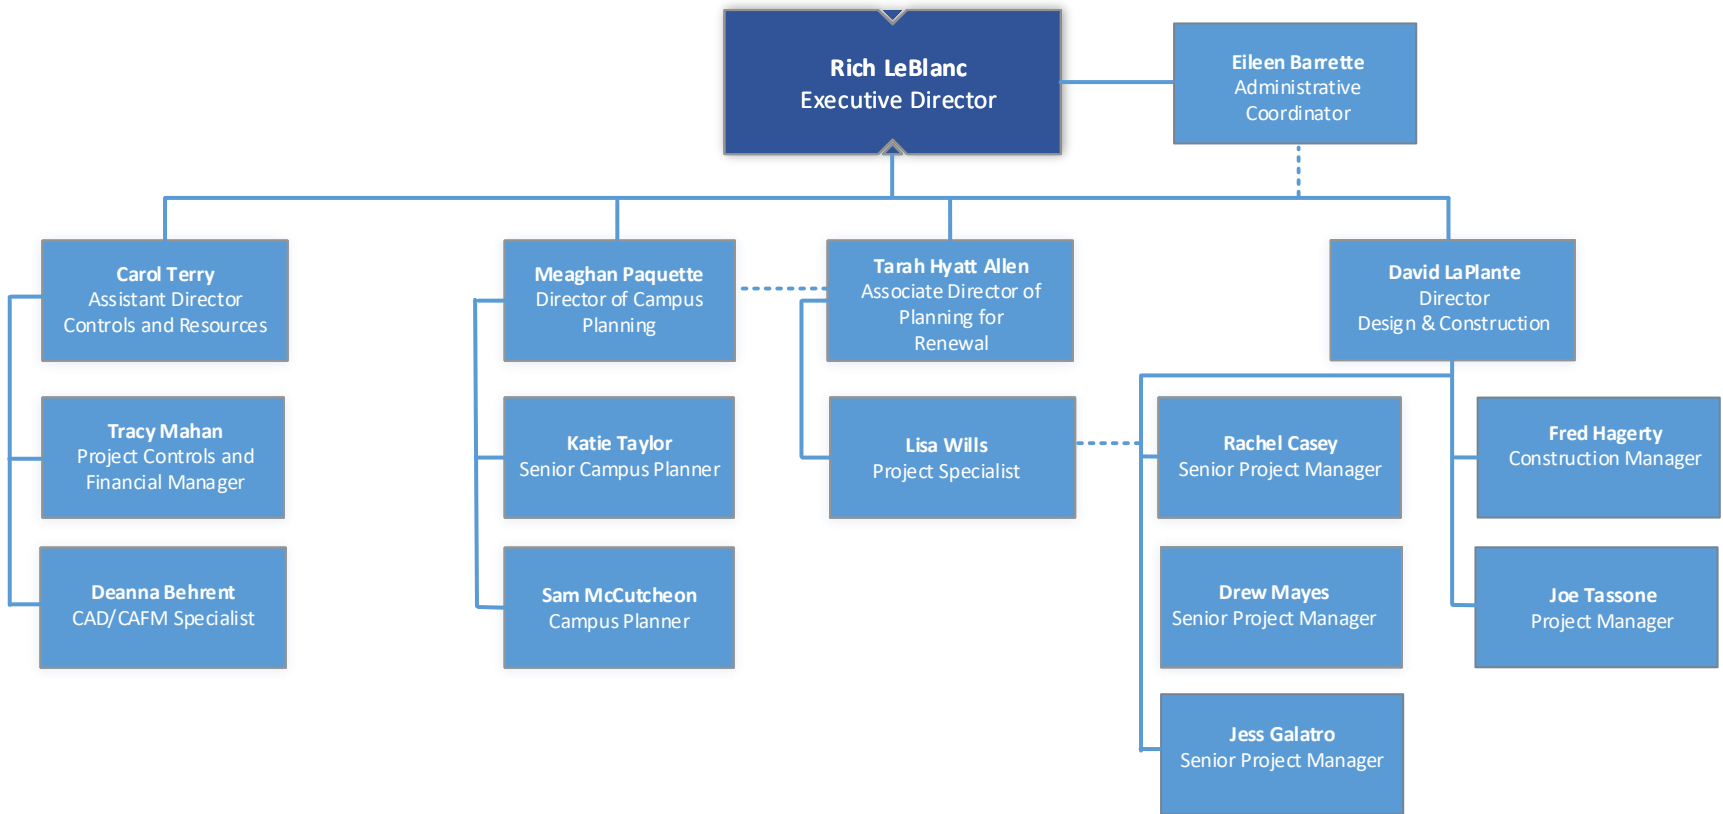 Rich LeBlanc
Executive Director
Eileen Barrette
Administrative
Coordinator
Carol Terry
Assistant Director
Controls and Resources
Meaghan Paquette
Director of Campus
Planning
Tarah Hyatt Allen
Associate Director of
Planning for
Renewal
David LaPlante
Director
Design & Construction
Tracy Mahan
Project Controls and
Financial Manager
Katie Taylor
Senior Campus Planner
Lisa Wills
Project Specialist
Rachel Casey
Senior Project Manager
Fred Hagerty
Construction Manager
Deanna Behrent
CAD/CAFM Specialist
Sam McCutcheon
Campus Planner
Drew Mayes
Senior Project Manager
Joe Tassone
Project Manager
Jess Galatro
Senior Project Manager